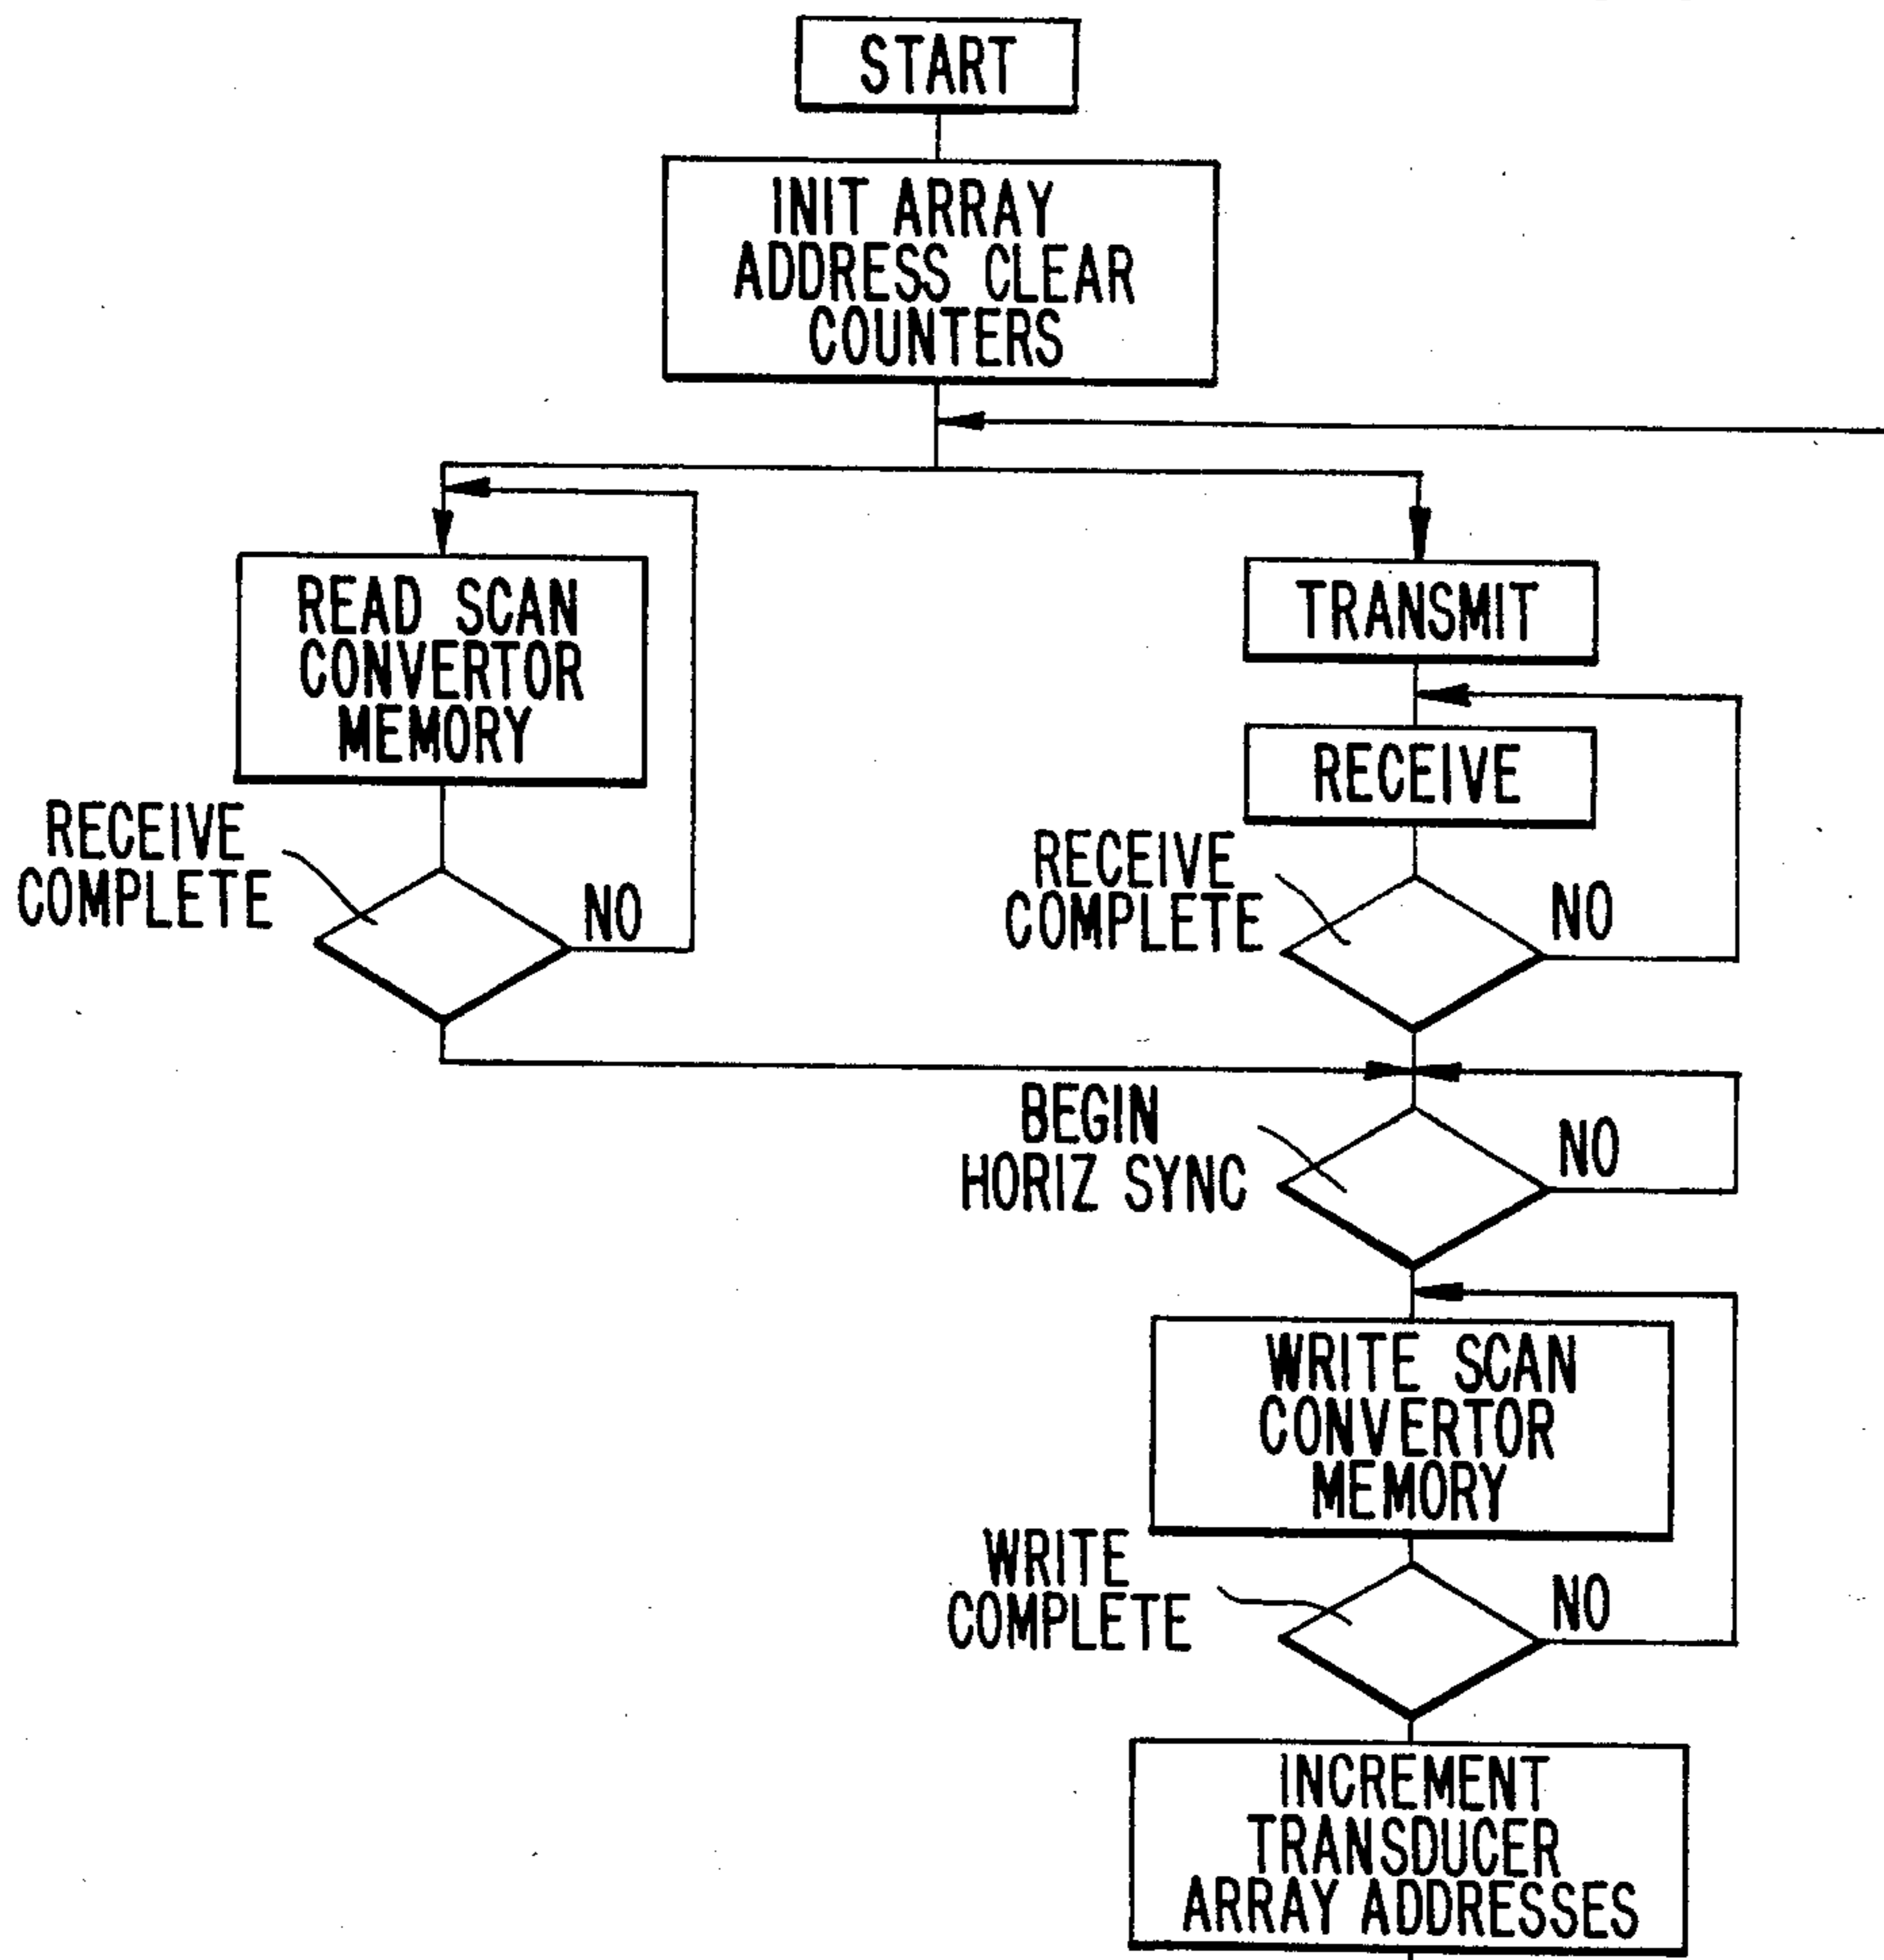 START
INIT ARRAY
ADDRESS CLEAR
COUNTERS
READ SCAN
CONVERTOR
MEMORY
TRANSMIT
RECEIVE
RECEIVE
COMPLETE
NO
RECEIVE
COMPLETE
NO
BEGIN
HORIZ SYNC
NO
WRITE SCAN
CONVERTOR
MEMORY
WRITE
COMPLETE
NO
INCREMENT
TRANSDUCER
ARRAY ADDRESSES